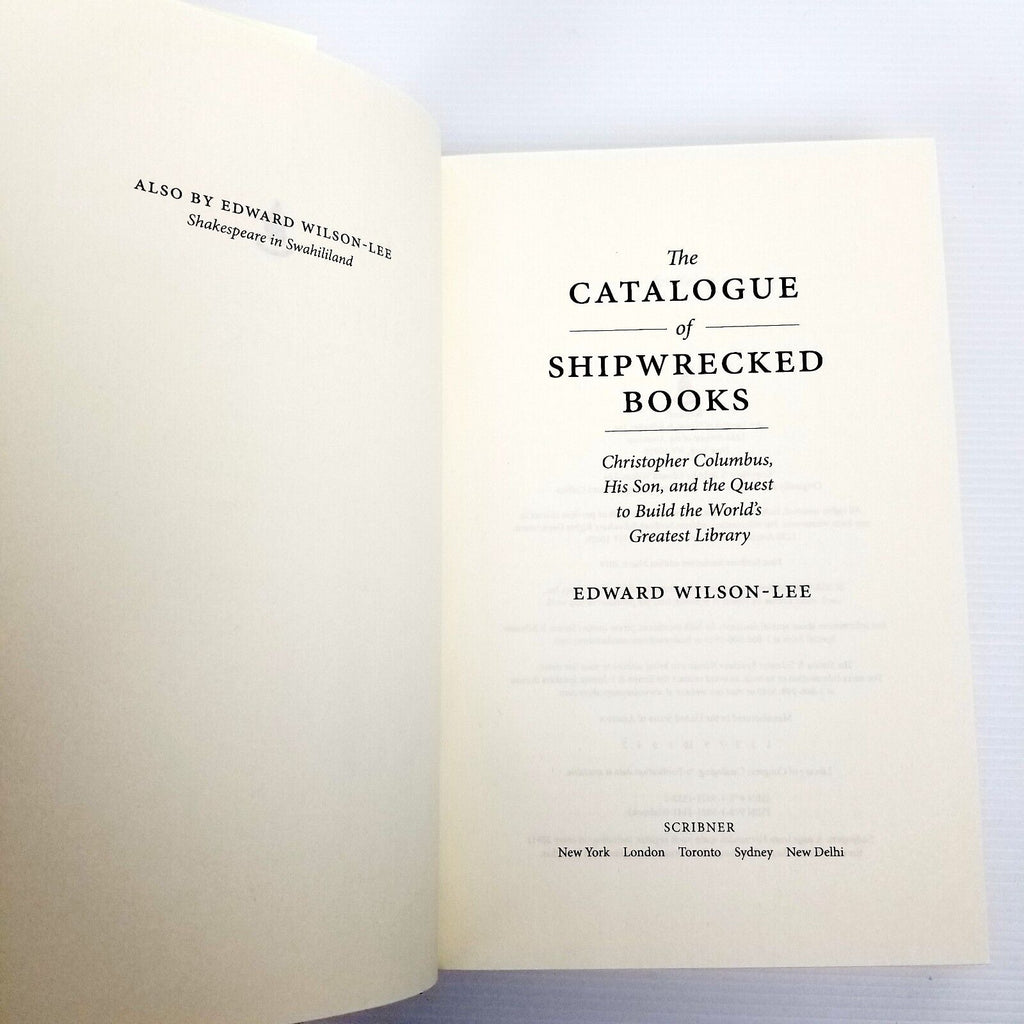 ALSO BY EDWARD WILSON-LEE
Shakespeare in Swahililand
The
CATALOGUE
of
SHIPWRECKED
BOOKS
Christopher Columbus,
His Son, and the Quest
to Build the World's
Greatest Library
EDWARD WILSON-LEE
SCRIBNER
New York London Toronto Sydney New Delhi